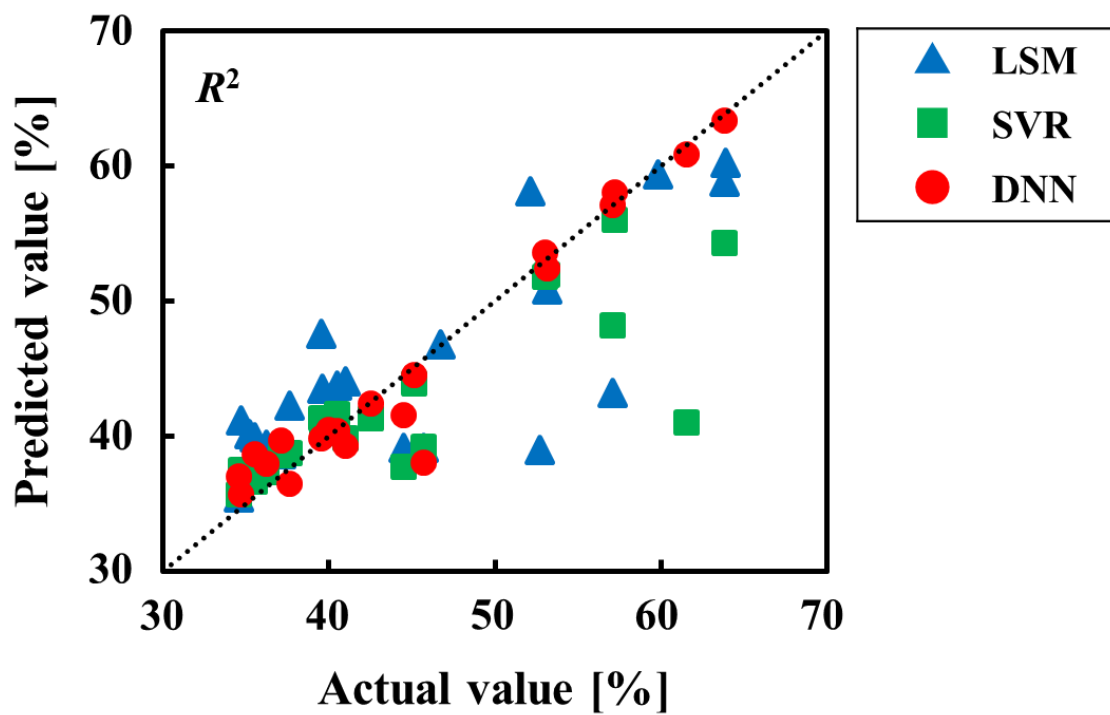 70
R²
LSM
60
SVR
DNN
50
40
30
30 40 50 60 70
Predicted value [%]
Actual value [%]